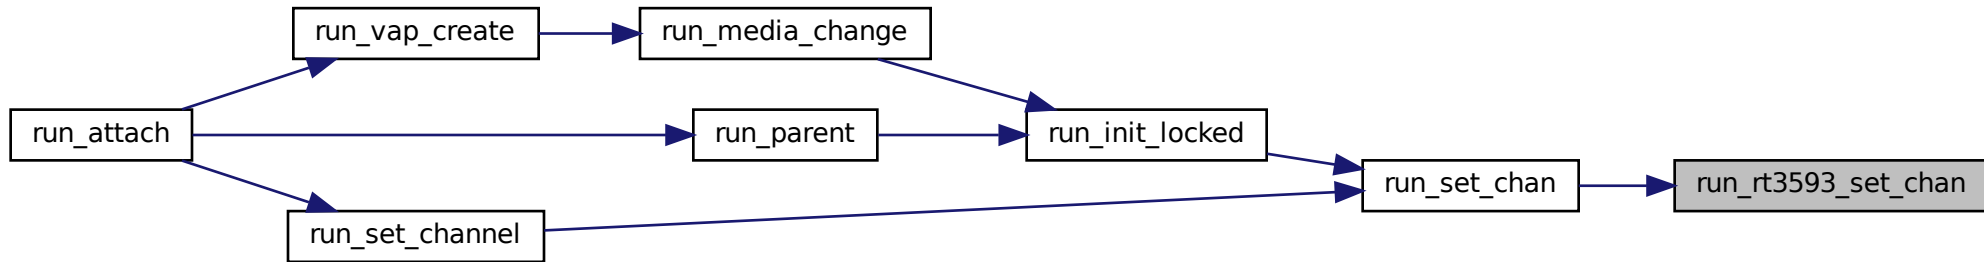 run_vap_create
run_media_change
run_attach
run_parent
run_init_locked
run_set_chan
run_rt3593_set_chan
run_set_channel